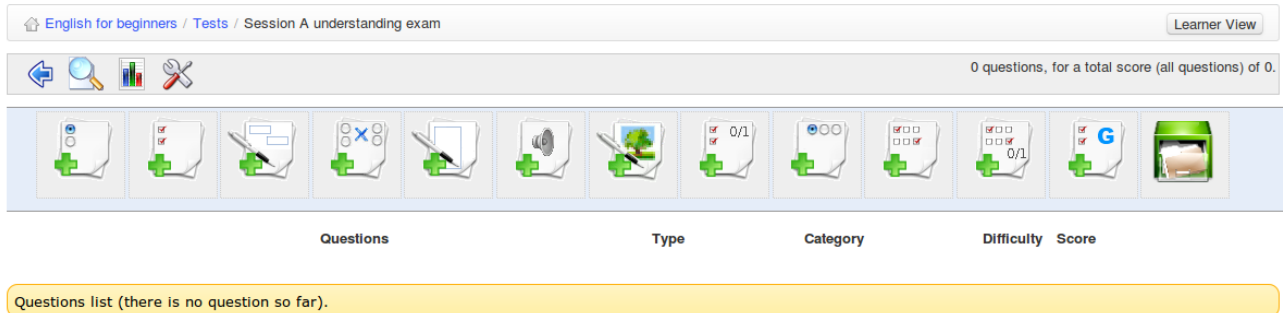 English for beginners / Tests / Session A understanding exam
Learner View
0 questions, for a total score (all questions) of 0.
0/1
0/1
G
Questions Type Category Difficulty Score
Questions list (there is no question so far).